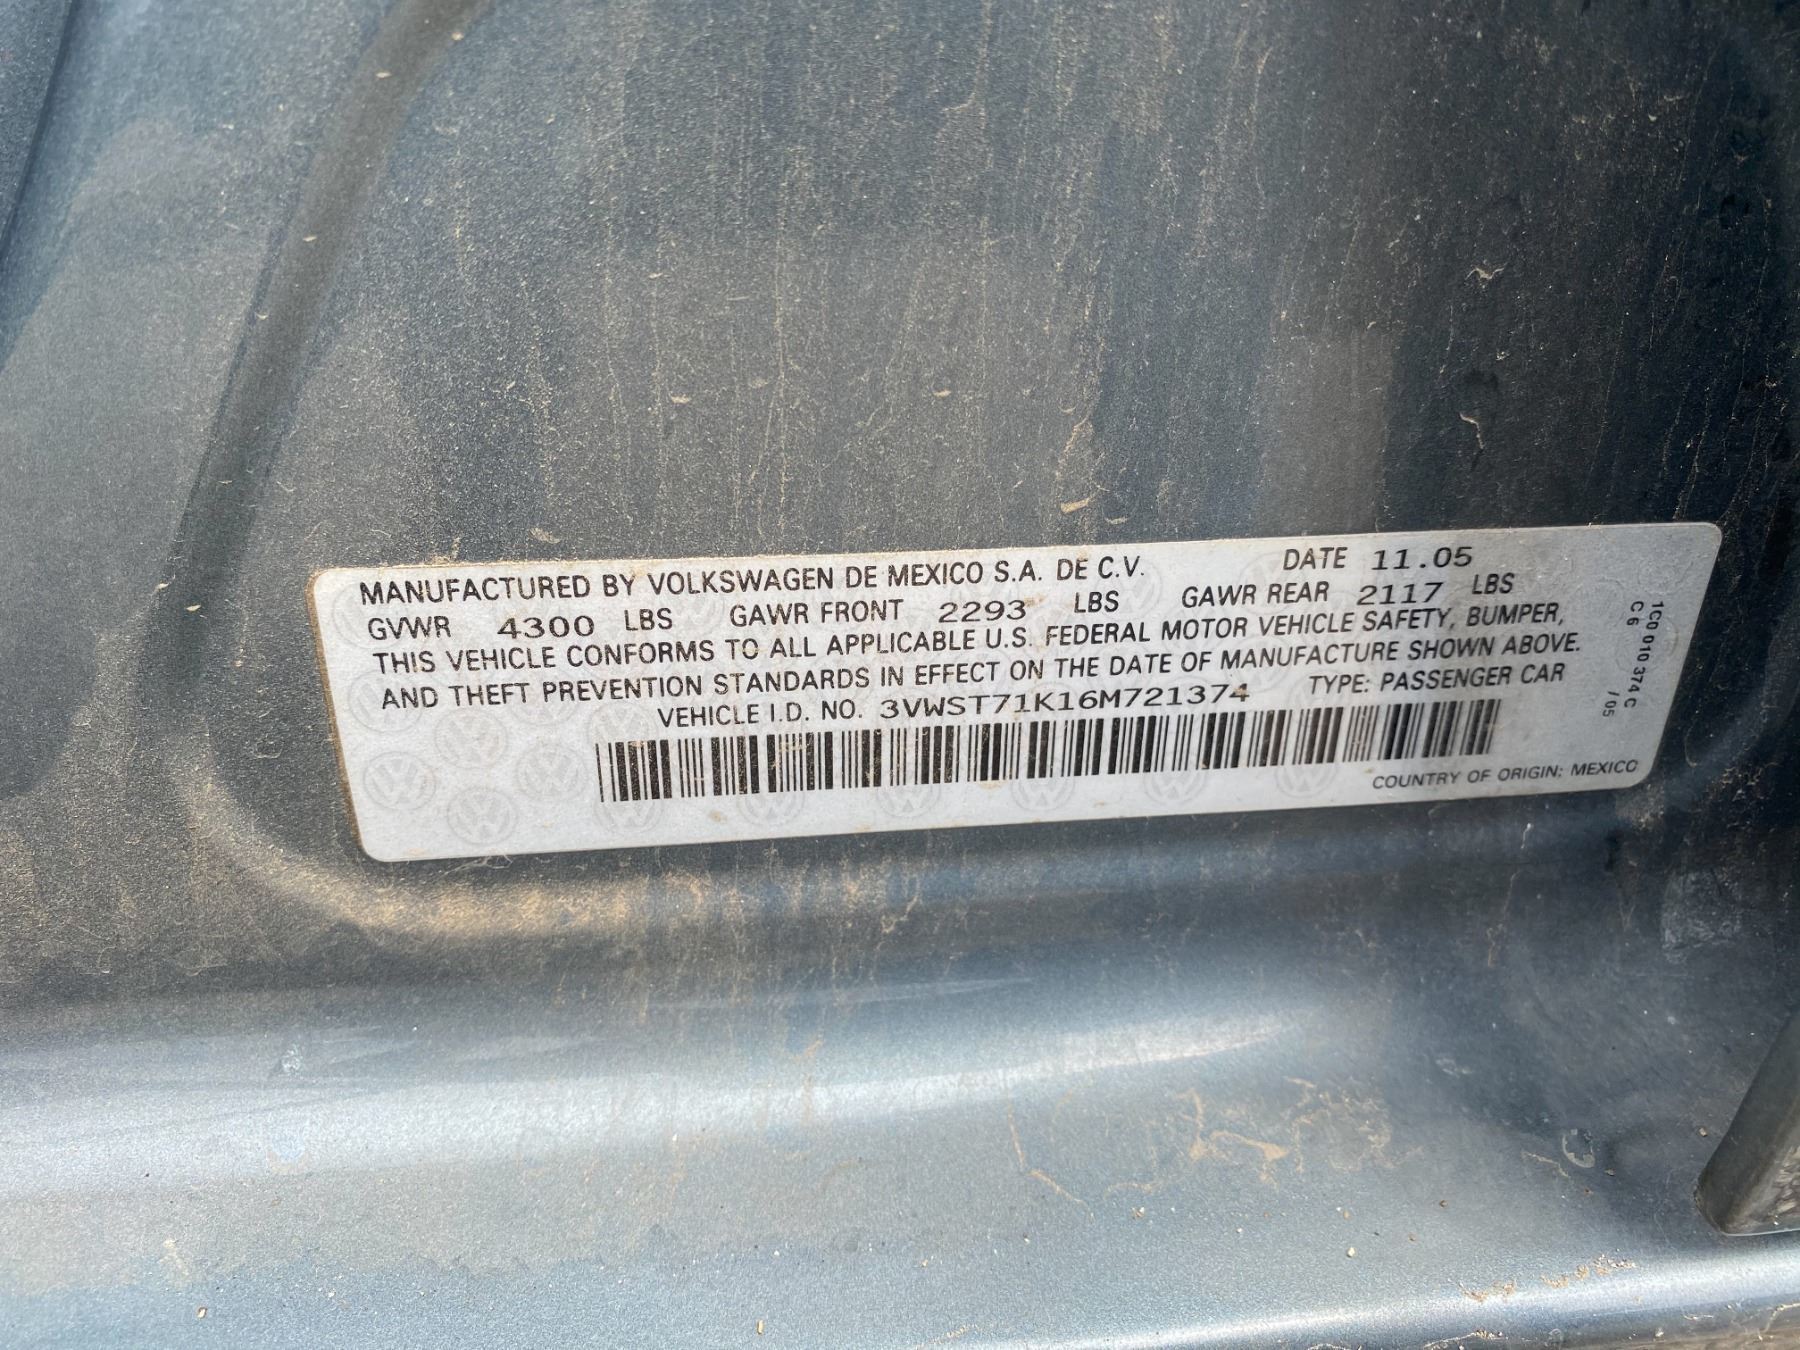 MANUFACTURED BY VOLKSWAGEN DE MEXICO S.A. DE C.V. DATE 11.05
GVWR 4300 LBS GAWR FRONT 2293 LBS GAWR REAR 2117 LBS
THIS VEHICLE CONFORMS TO ALL APPLICABLE U.S. FEDERAL MOTOR VEHICLE SAFETY, BUMPER,
AND THEFT PREVENTION STANDARDS IN EFFECT ON THE DATE OF MANUFACTURE SHOWN ABOVE.
VEHICLE I.D. NO. 3VWST71K16M721374 TYPE: PASSENGER CAR
COUNTRY OF ORIGIN: MEXICO
1C0 010 374 C
C6 / 05